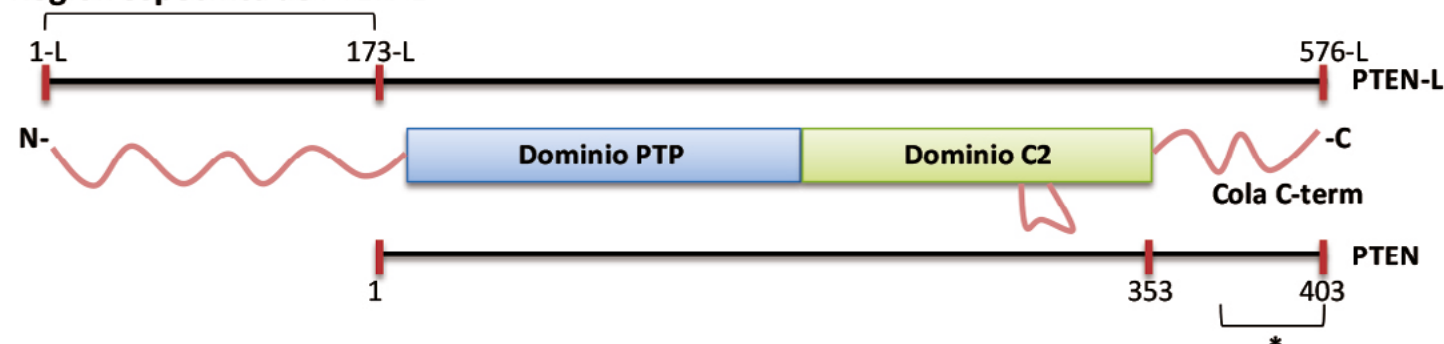 1-L 173-L 576-L
PTEN-L
N- -C
Dominio PTP Dominio C2
Cola C-term
PTEN
1 353 403
*